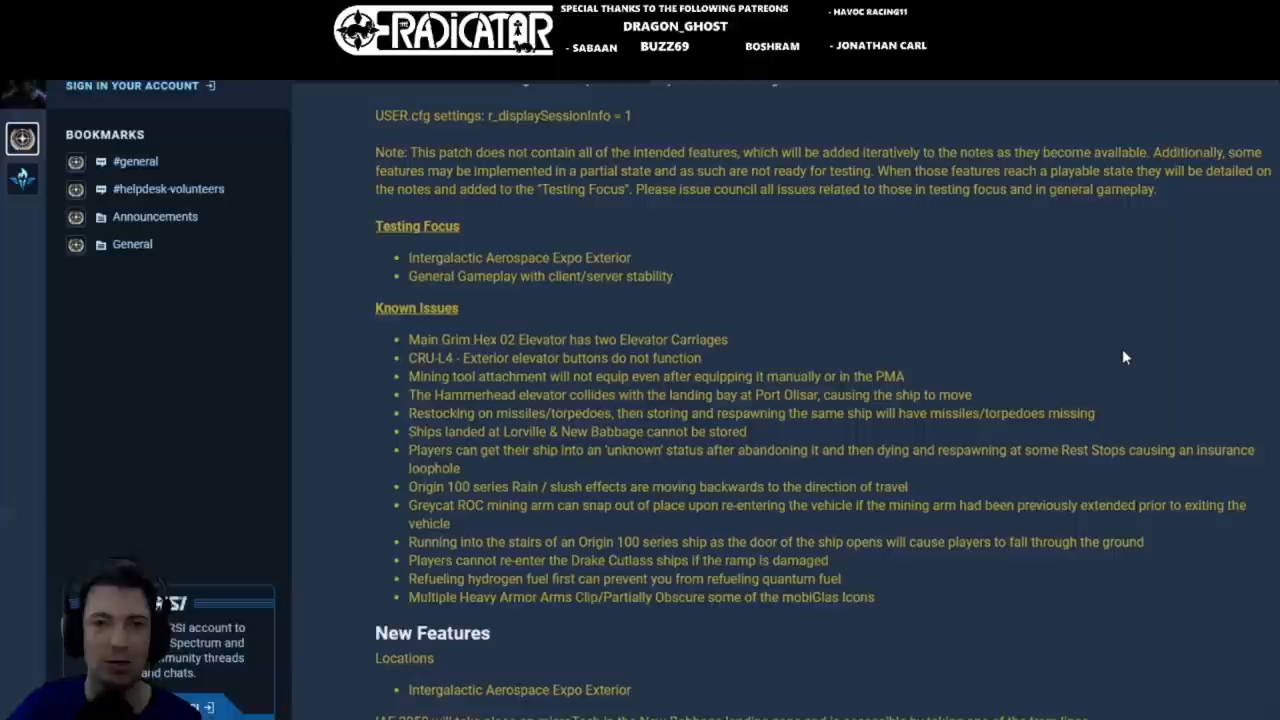 ERADICATOR
SPECIAL THANKS TO THE FOLLOWING PATREONS
- HAVOC RACING11
DRAGON_GHOST
- SABAAN
BUZZ69
BOSHRAM
- JONATHAN CARL
SIGN IN YOUR ACCOUNT
BOOKMARKS
#general
#helpdesk-volunteers
Announcements
General
RSI account to
Spectrum and
munity threads
and chats.
USER.cfg settings: r_displaySessionInfo = 1
Note: This patch does not contain all of the intended features, which will be added iteratively to the notes as they become available. Additionally, some
features may be implemented in a partial state and as such are not ready for testing. When those features reach a playable state they will be detailed on
the notes and added to the "Testing Focus". Please issue council all issues related to those in testing focus and in general gameplay.
Testing Focus
• Intergalactic Aerospace Expo Exterior
• General Gameplay with client/server stability
Known Issues
• Main Grim Hex 02 Elevator has two Elevator Carriages
• CRU-L4 - Exterior elevator buttons do not function
• Mining tool attachment will not equip even after equipping it manually or in the PMA
• The Hammerhead elevator collides with the landing bay at Port Olisar, causing the ship to move
• Restocking on missiles/torpedoes, then storing and respawning the same ship will have missiles/torpedoes missing
• Ships landed at Lorville & New Babbage cannot be stored
• Players can get their ship into an 'unknown' status after abandoning it and then dying and respawning at some Rest Stops causing an insurance
loophole
• Origin 100 series Rain / slush effects are moving backwards to the direction of travel
• Greycat ROC mining arm can snap out of place upon re-entering the vehicle if the mining arm had been previously extended prior to exiting the
vehicle
• Running into the stairs of an Origin 100 series ship as the door of the ship opens will cause players to fall through the ground
• Players cannot re-enter the Drake Cutlass ships if the ramp is damaged
• Refueling hydrogen fuel first can prevent you from refueling quantum fuel
• Multiple Heavy Armor Arms Clip/Partially Obscure some of the mobiGlas Icons
New Features
Locations
• Intergalactic Aerospace Expo Exterior